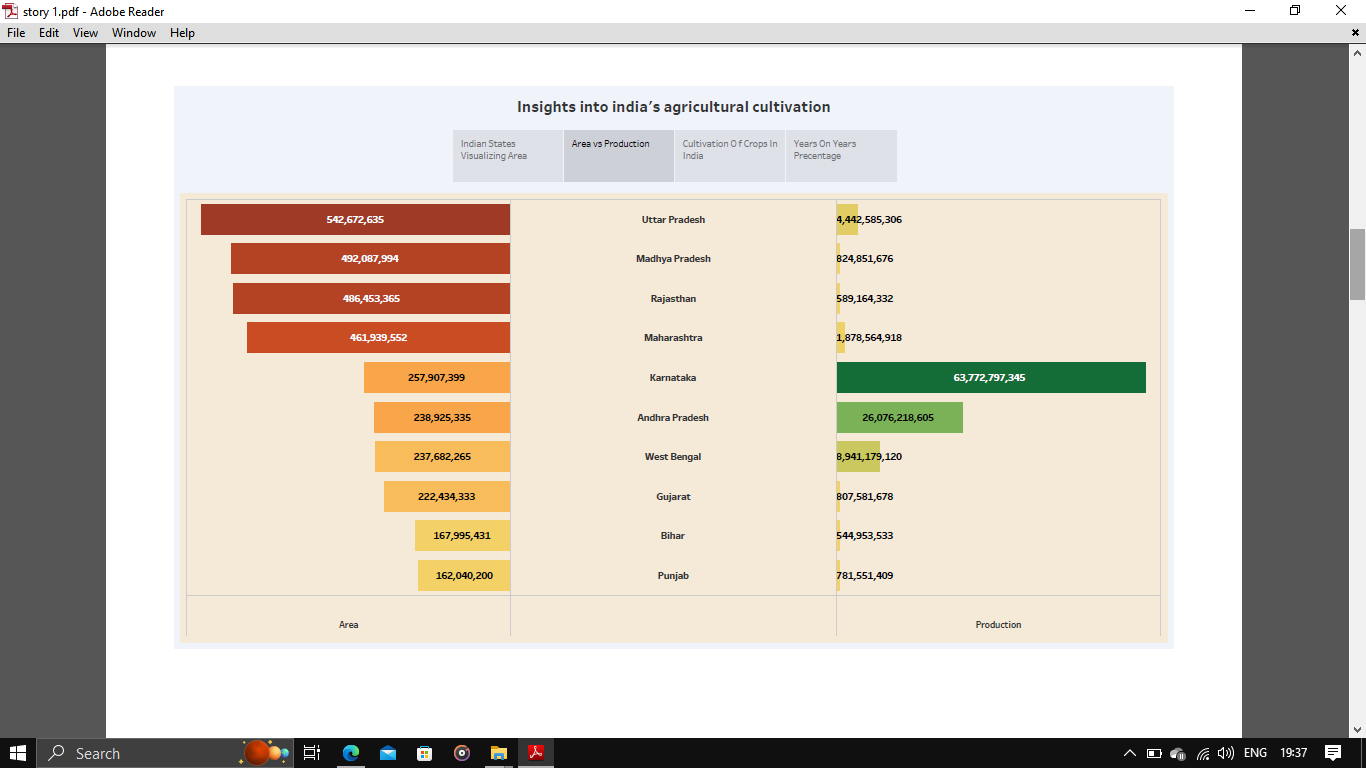 story 1.pdf - Adobe Reader
File Edit View Window Help
Insights into india's agricultural cultivation
Indian States
Visualizing Area
Area vs Production
Cultivation Of Crops In
India
Years On Years
Precentage
542,672,635 Uttar Pradesh 4,442,585,306
492,087,994 Madhya Pradesh 824,851,676
486,453,365 Rajasthan 589,164,332
461,939,552 Maharashtra 1,878,564,918
257,907,399 Karnataka 63,772,797,345
238,925,335 Andhra Pradesh 26,076,218,605
237,682,265 West Bengal 8,941,179,120
222,434,333 Gujarat 807,581,678
167,995,431 Bihar 544,953,533
162,040,200 Punjab 781,551,409
Area Production
Search ENG 19:37